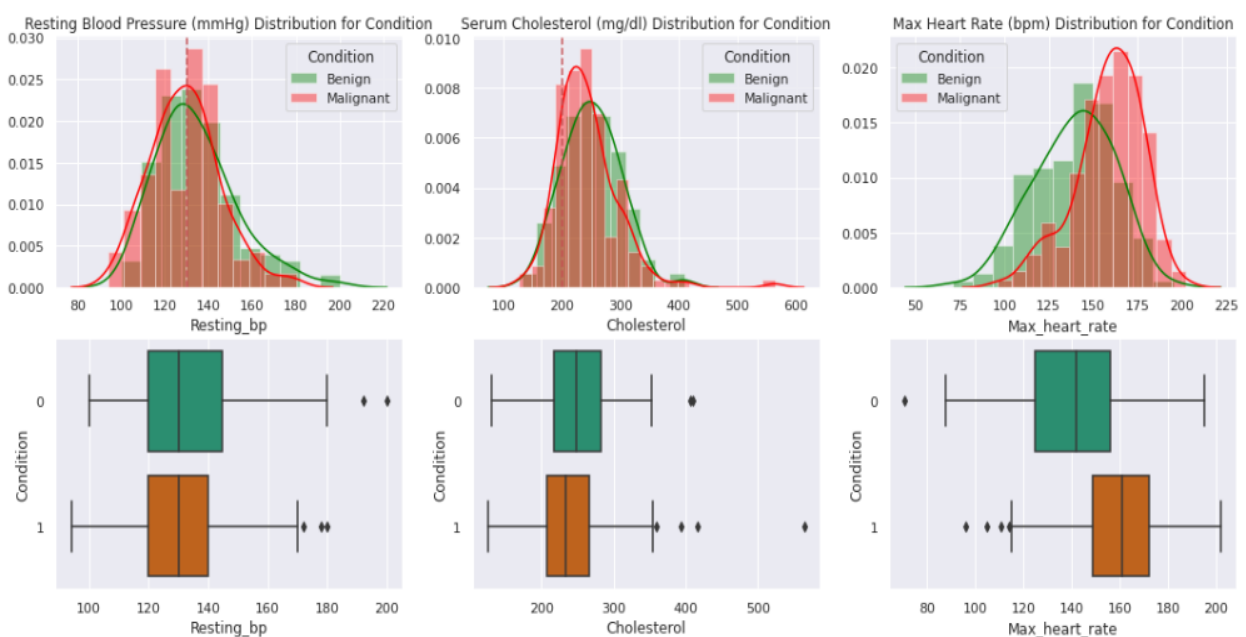 Resting Blood Pressure (mmHg) Distribution for Condition
Serum Cholesterol (mg/dl) Distribution for Condition
Max Heart Rate (bpm) Distribution for Condition
0.030
0.025
0.020
0.015
0.010
0.005
0.000
Condition
Benign
Malignant
80 100 120 140 160 180 200 220
Resting_bp
0.010
0.008
0.006
0.004
0.002
0.000
Condition
Benign
Malignant
100 200 300 400 500 600
Cholesterol
0.020
0.015
0.010
0.005
0.000
Condition
Benign
Malignant
50 75 100 125 150 175 200 225
Max_heart_rate
Condition
0
1
100 120 140 160 180 200
Resting_bp
Condition
0
1
200 300 400 500
Cholesterol
Condition
0
1
80 100 120 140 160 180 200
Max_heart_rate